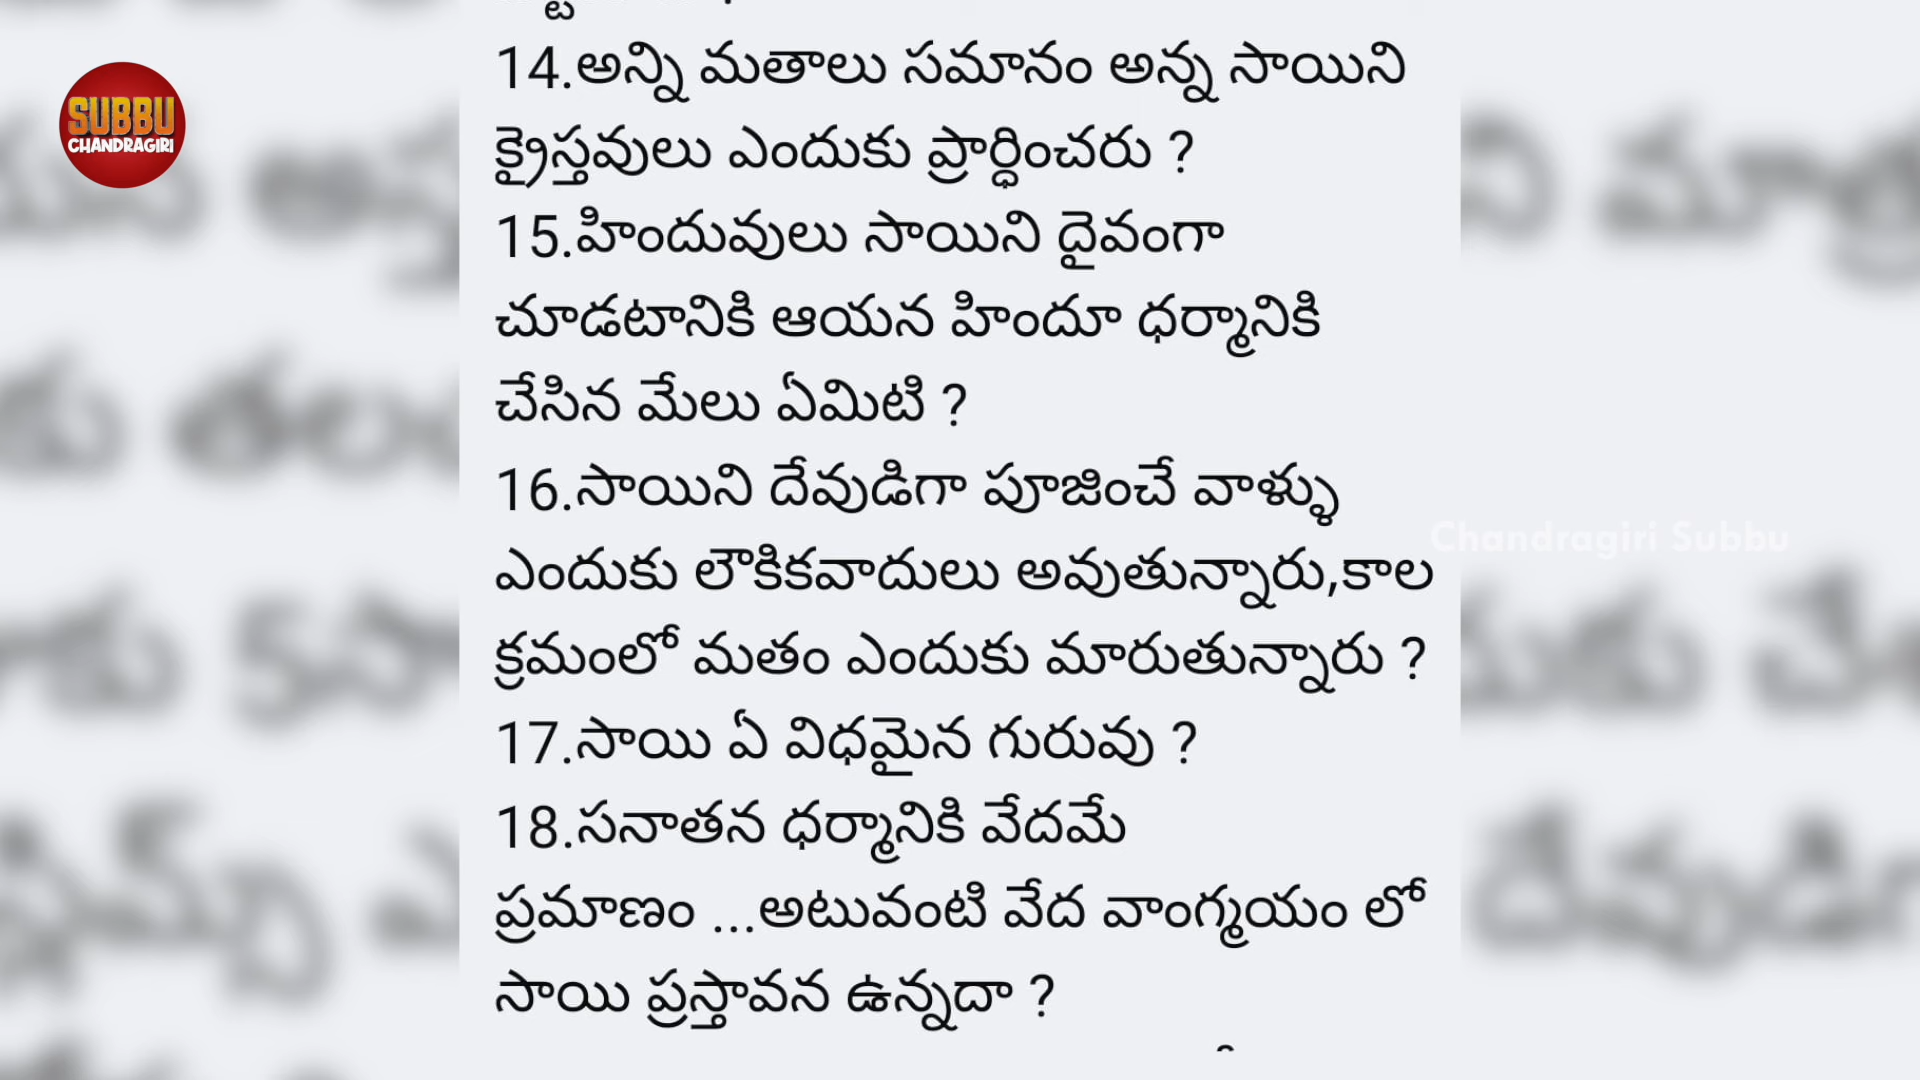 SUBBU
CHANDRAGIRI
14.అన్ని మతాలు సమానం అన్న సాయిని
క్రైస్తవులు ఎందుకు ప్రార్ధించరు ?
15.హిందువులు సాయిని దైవంగా
చూడటానికి ఆయన హిందూ ధర్మానికి
చేసిన మేలు ఏమిటి ?
16.సాయిని దేవుడిగా పూజించే వాళ్ళు
ఎందుకు లౌకికవాదులు అవుతున్నారు,కాల
క్రమంలో మతం ఎందుకు మారుతున్నారు ?
17.సాయి ఏ విధమైన గురువు ?
18.సనాతన ధర్మానికి వేదమే
ప్రమాణం ...అటువంటి వేద వాంగ్మయం లో
సాయి ప్రస్తావన ఉన్నదా ?
Chandragiri Subbu